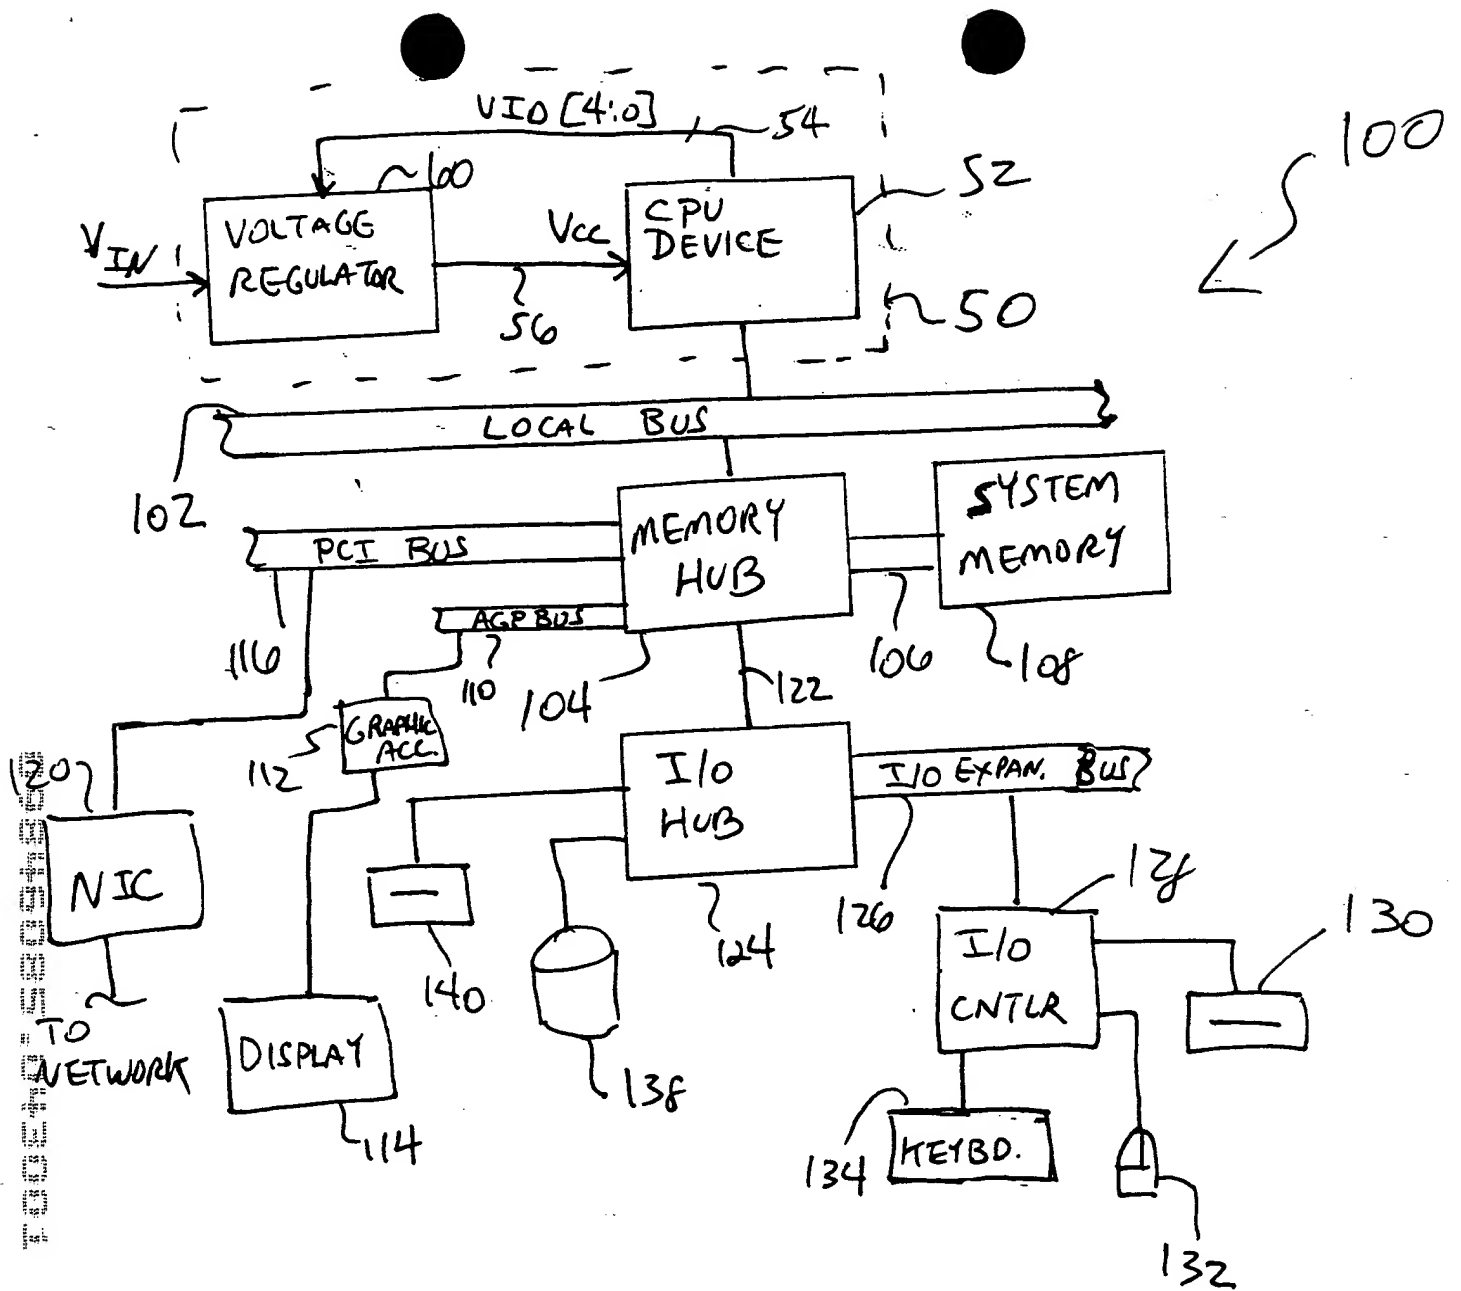 VID [4:0]
54
100
60
52
VIN
VOLTAGE
REGULATOR
Vcc
CPU
DEVICE
56
50
LOCAL BUS
102
PCI BUS
MEMORY
HUB
SYSTEM
MEMORY
AGP BUS
116
110
104
106
108
122
GRAPHIC
ACC.
112
120
I/O
HUB
I/O EXPAN. BUS
NIC
140
124
126
128
130
I/O
CNTLR
TO
NETWORK
DISPLAY
138
114
134
KEYBD.
132